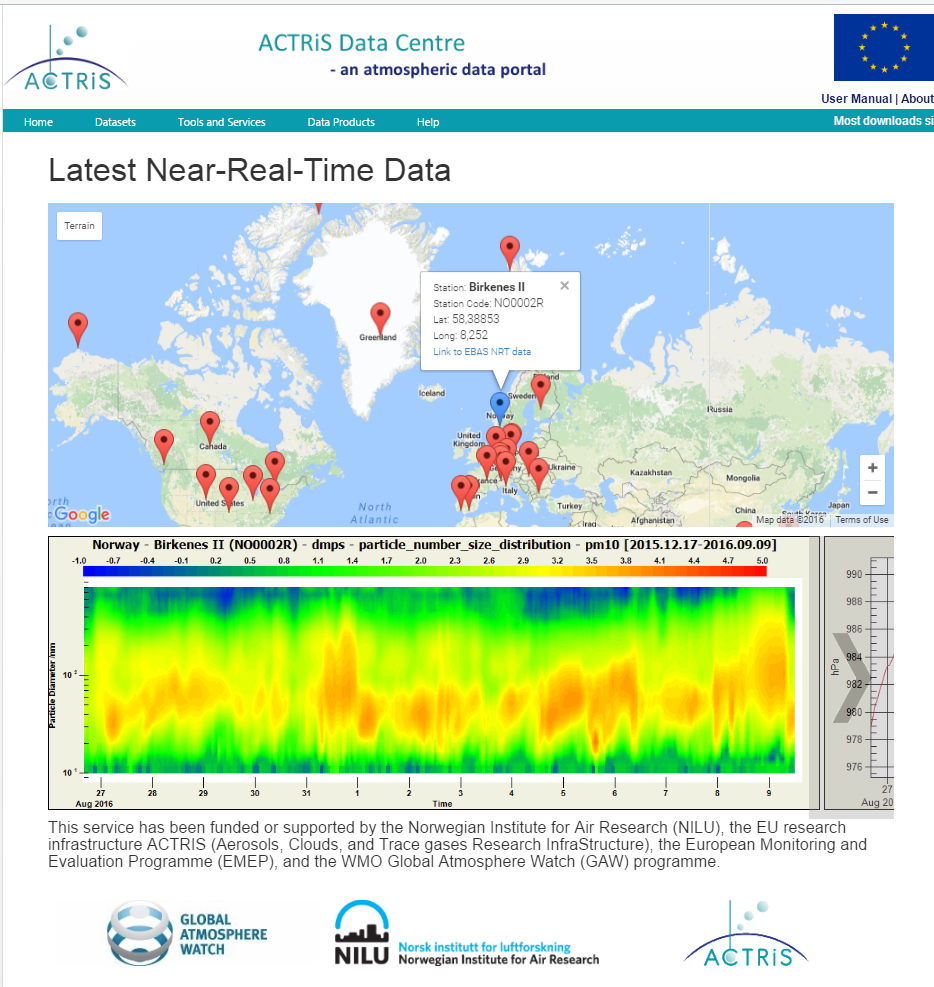 ACTRiS
ACTRiS Data Centre
- an atmospheric data portal
User Manual | About
Home Datasets Tools and Services Data Products Help Most downloads si
Latest Near-Real-Time Data
Terrain
Station: Birkenes II
Station Code: NO0002R
Lat: 58,38853
Long: 8,252
Link to EBAS NRT data
Greenland
Iceland
Sweden
Norway
Russia
United
Kingdom
Canada
Ukraine
Kazakhstan
Mongolia
United States
Italy
Turkey
Iraq
Afghanistan
China
South Korea
Japan
North
Atlantic
Google
+
−
Map data ©2016 Terms of Use
Norway - Birkenes II (NO0002R) - dmps - particle_number_size_distribution - pm10 [2015.12.17-2016.09.09]
-1.0 -0.7 -0.4 -0.1 0.2 0.5 0.8 1.1 1.4 1.7 2.0 2.3 2.6 2.9 3.2 3.5 3.8 4.1 4.4 4.7 5.0
Particle Diameter /nm
10²
10¹
27 28 29 30 31 1 2 3 4 5 6 7 8 9
Aug 2016 Time
hPa
990
988
986
984
982
980
978
976
27
Aug 20
This service has been funded or supported by the Norwegian Institute for Air Research (NILU), the EU research
infrastructure ACTRIS (Aerosols, Clouds, and Trace gases Research InfraStructure), the European Monitoring and
Evaluation Programme (EMEP), and the WMO Global Atmosphere Watch (GAW) programme.
GLOBAL
ATMOSPHERE
WATCH
NILU
Norsk institutt for luftforskning
Norwegian Institute for Air Research
ACTRiS